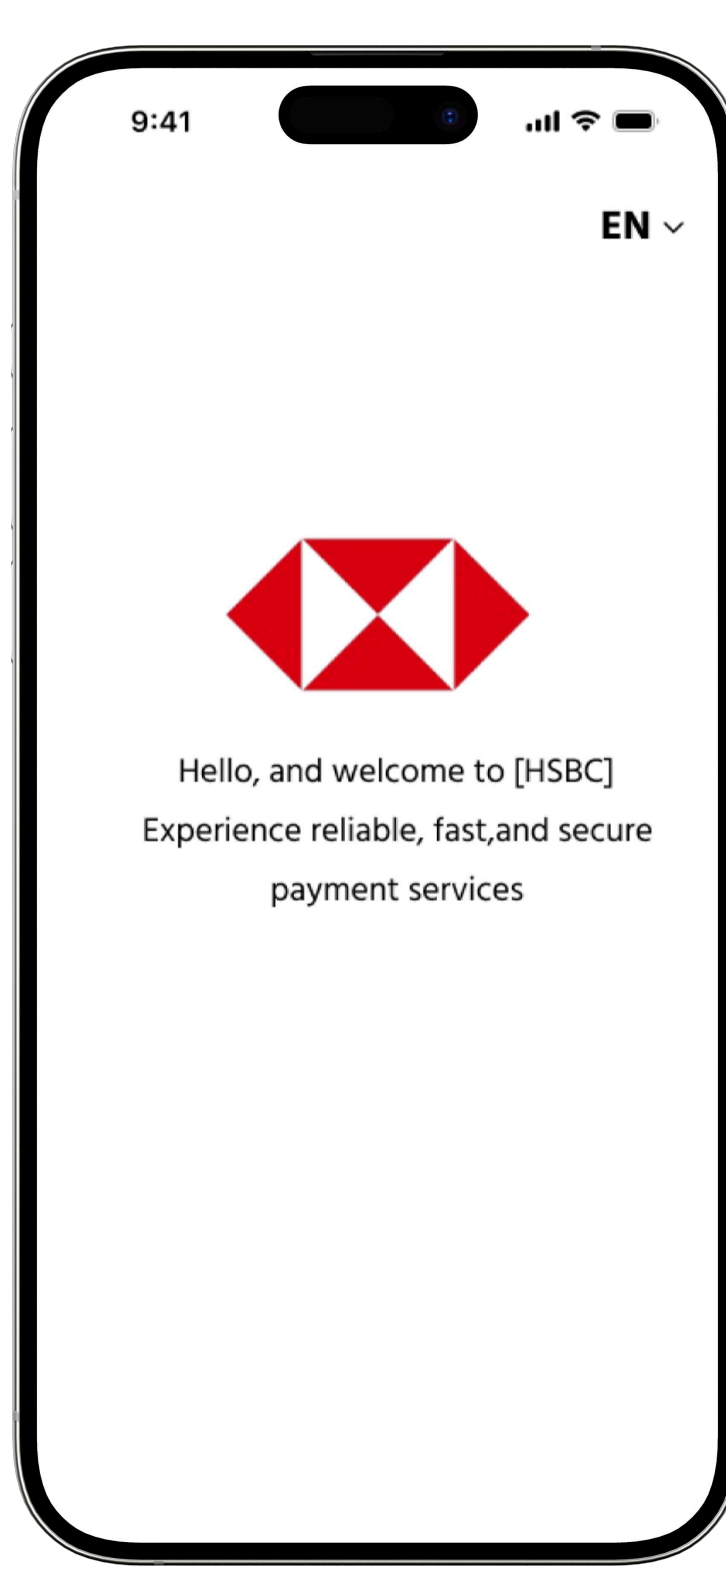 9:41
EN
Hello, and welcome to [HSBC]
Experience reliable, fast,and secure
payment services